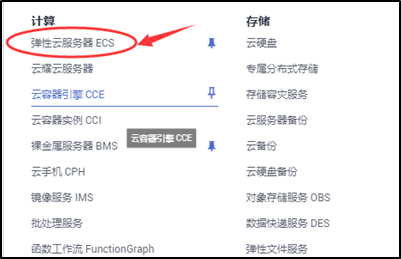 计算
弹性云服务器 ECS
云耀云服务器
云容器引擎 CCE
云容器实例 CCI
云容器引擎 CCE
裸金属服务器 BMS
云手机 CPH
镜像服务 IMS
批处理服务
函数工作流 FunctionGraph
存储
云硬盘
专属分布式存储
存储容灾服务
云服务器备份
云备份
云硬盘备份
对象存储服务 OBS
数据快递服务 DES
弹性文件服务